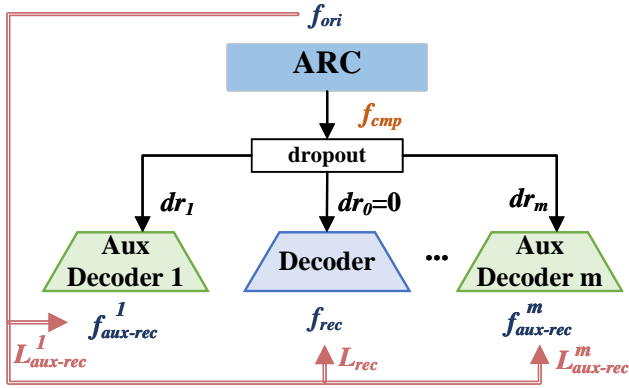 f_ori
ARC
f_cmp
dropout
dr_1
dr_0=0
dr_m
Aux
Decoder 1
Decoder
...
Aux
Decoder m
f^1_aux-rec
f_rec
f^m_aux-rec
L^1_aux-rec
L_rec
L^m_aux-rec